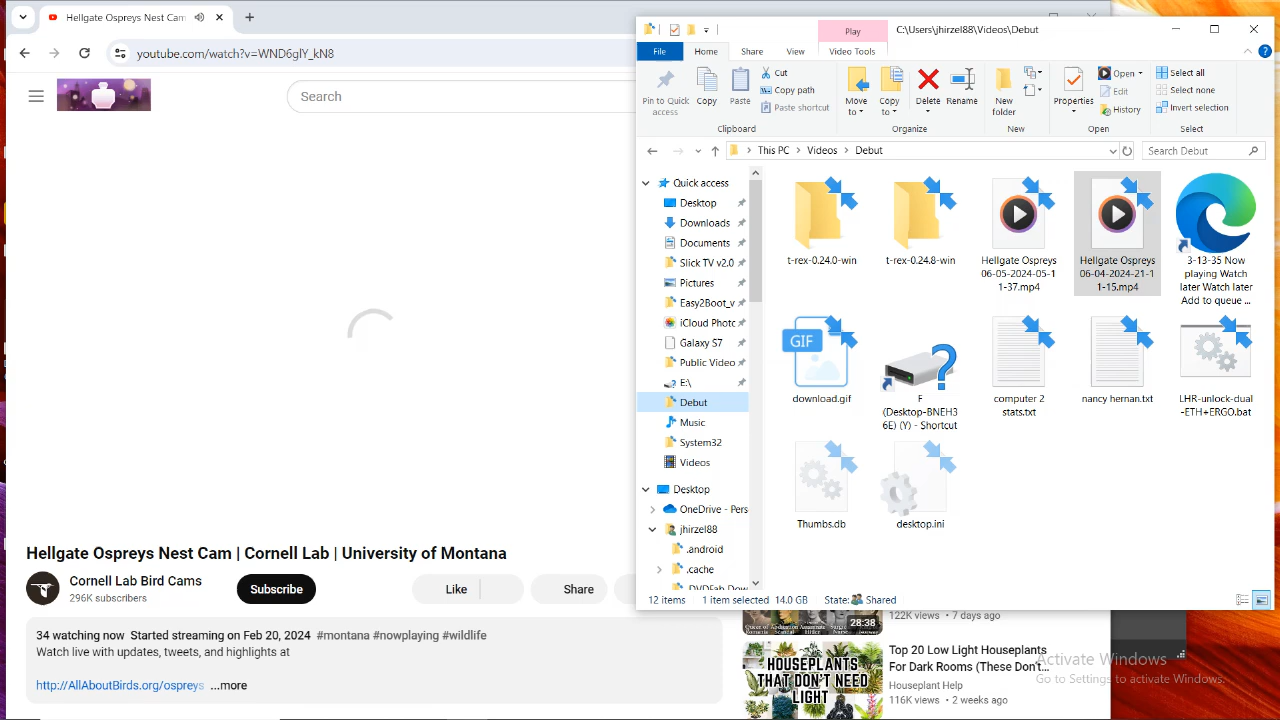 Hellgate Ospreys Nest Cam
youtube.com/watch?v=WND6glY_kN8
Search
Play
C:\Users\jhirzel\Videos\Debut
File
Home
Share
View
Video Tools
Pin to Quick access
Copy
Paste
Cut
Copy path
Paste shortcut
Clipboard
Move to
Copy to
Delete
Rename
Organize
New folder
New
Properties
Open
Edit
History
Open
Select all
Select none
Invert selection
Select
This PC > Videos > Debut
Search Debut
Quick access
Desktop
Downloads
Documents
Slick TV v2.0
Pictures
Easy2Boot_v
iCloud Photo
Galaxy S7
Public Video
E:\
Debut
Music
System32
Videos
Desktop
OneDrive - Pers
jhirzel88
.android
.cache
DVDFab Dow
t-rex-0.24.0-win
t-rex-0.24.8-win
Hellgate Ospreys
06-05-2024-05-1
1-37.mp4
Hellgate Ospreys
06-04-2024-21-1
1-15.mp4
3-13-35 Now
playing Watch
later Watch later
Add to queue ...
GIF
download.gif
F
(Desktop-BNEH3
6E) (Y) - Shortcut
computer 2
stats.txt
nancy hernan.txt
LHR-unlock-dual
-ETH+ERGO.bat
Thumbs.db
desktop.ini
12 items
1 item selected 14.0 GB
State: Shared
Hellgate Ospreys Nest Cam | Cornell Lab | University of Montana
Cornell Lab Bird Cams
296K subscribers
Subscribe
Like
Share
34 watching now Started streaming on Feb 20, 2024 #montana #nowplaying #wildlife
Watch live with updates, tweets, and highlights at
http://AllAboutBirds.org/ospreys ...more
28:38
122K views • 7 days ago
HOUSEPLANTS
THAT DON'T NEED
LIGHT
Top 20 Low Light Houseplants
For Dark Rooms (These Don't...
Houseplant Help
116K views • 2 weeks ago
Activate Windows
Go to Settings to activate Windows.